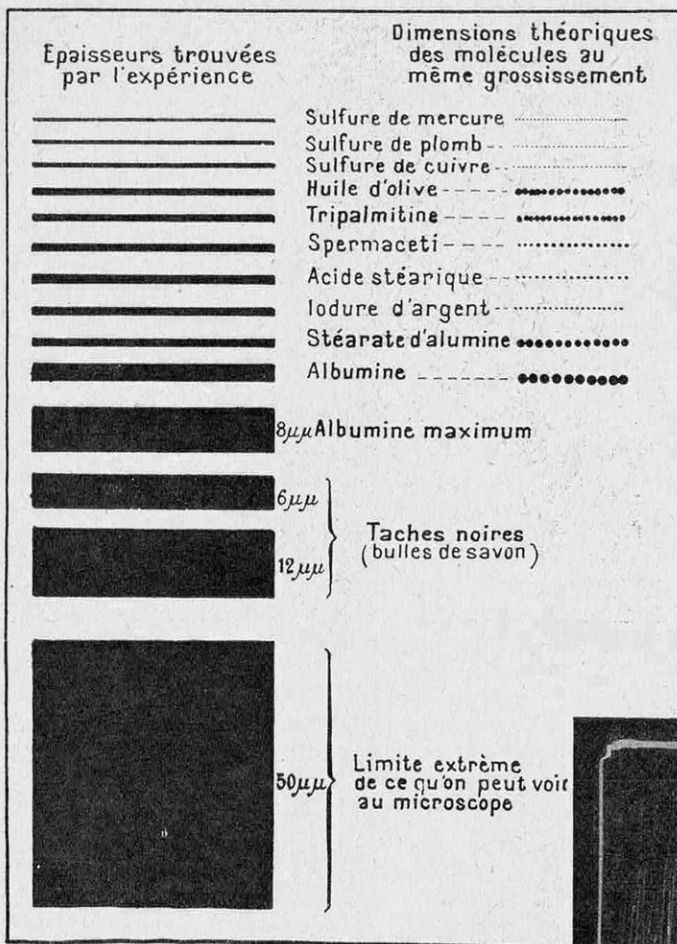 Epaisseurs trouvées
par l'expérience
Dimensions théoriques
des molécules au
même grossissement
Sulfure de mercure
Sulfure de plomb
Sulfure de cuivre
Huile d'olive
Tripalmitine
Spermaceti
Acide stéarique
Iodure d'argent
Stéarate d'alumine
Albumine
8µµ Albumine maximum
6µµ
12µµ
Taches noires
(bulles de savon)
50µµ
Limite extrême
de ce qu'on peut voir
au microscope